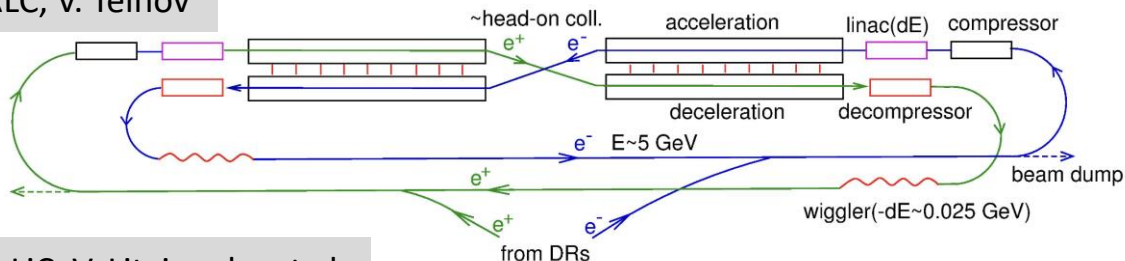 V. Telnov
~head-on coll.
acceleration
linac(dE)
compressor
e+
e-
deceleration
decompressor
e- E~5 GeV
beam dump
e+
wiggler(-dE~0.025 GeV)
e+
e-
from DRs